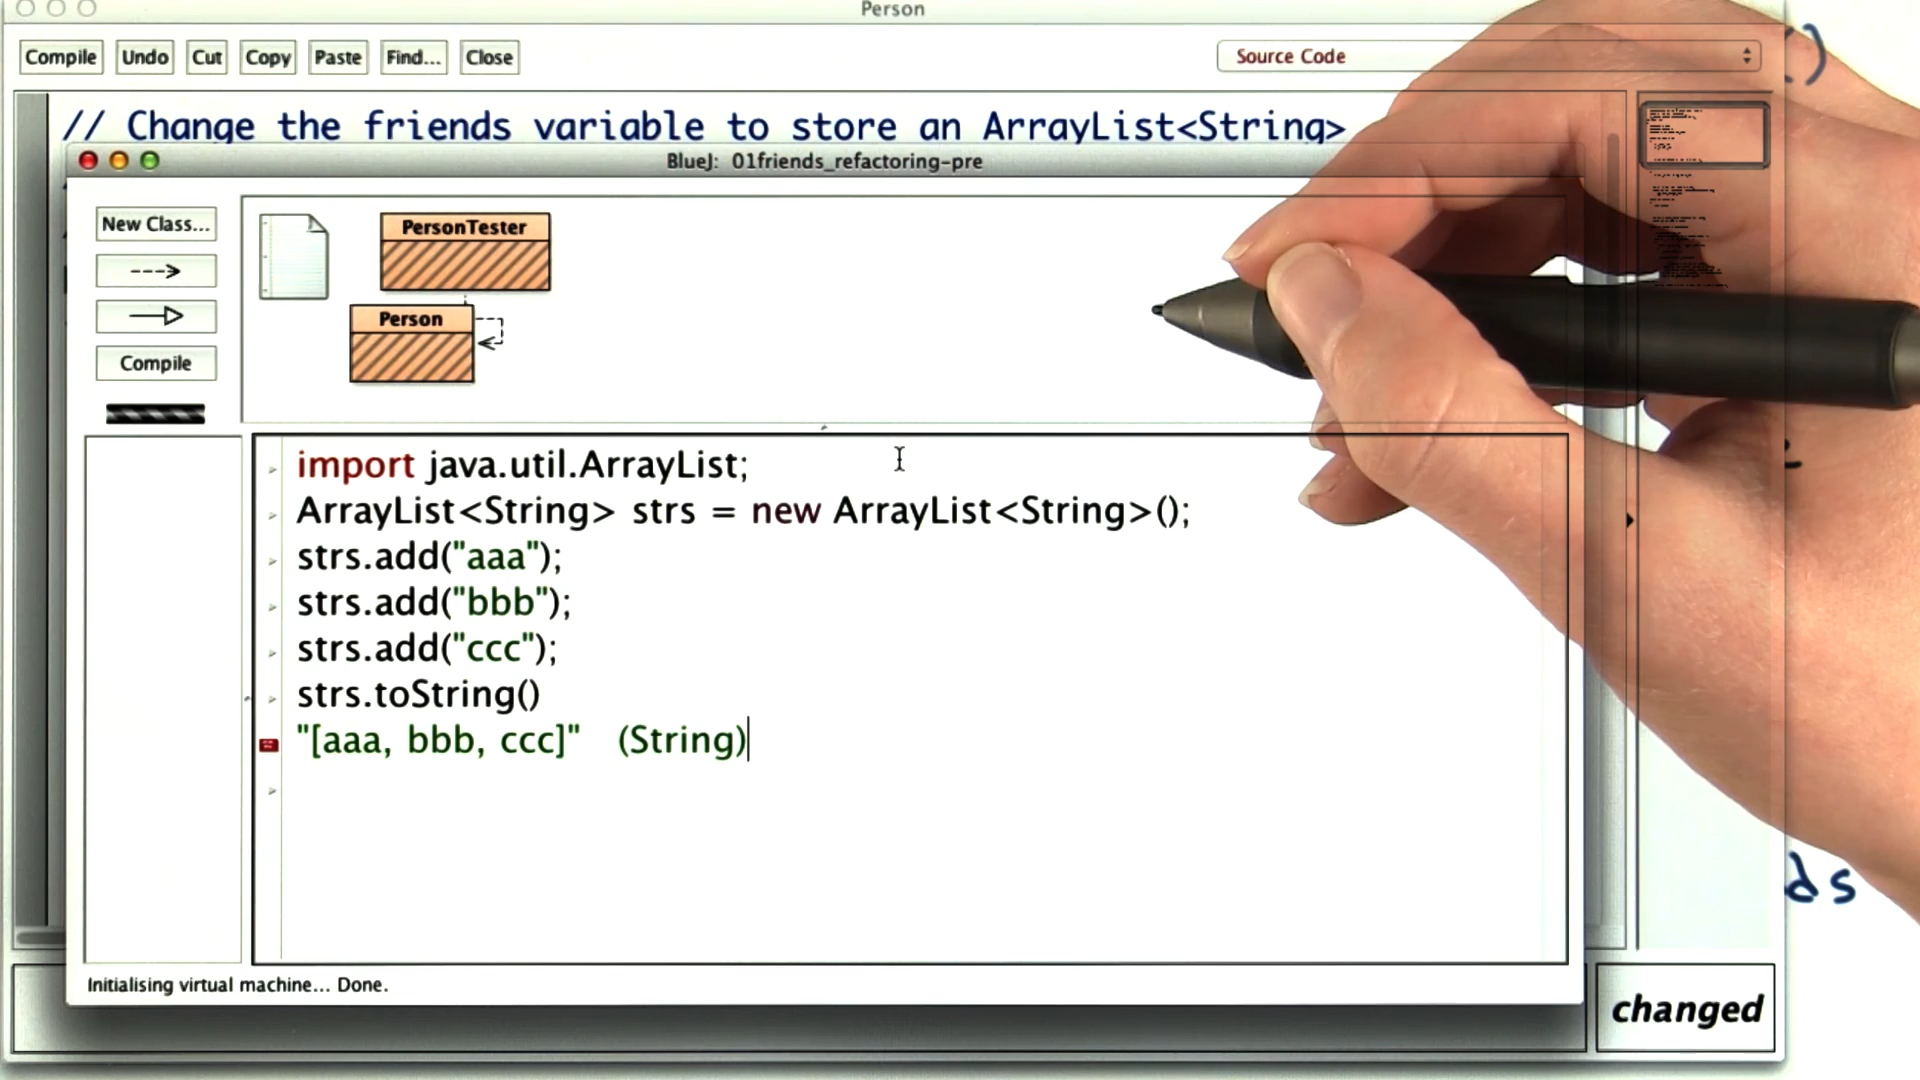 Person
Compile Undo Cut Copy Paste Find... Close Source Code
// Change the friends variable to store an ArrayList<String>
BlueJ: 01friends_refactoring-pre
New Class...
PersonTester
Person
Compile
import java.util.ArrayList;
ArrayList<String> strs = new ArrayList<String>();
strs.add("aaa");
strs.add("bbb");
strs.add("ccc");
strs.toString()
"[aaa, bbb, ccc]" (String)
ds
Initialising virtual machine... Done.
changed